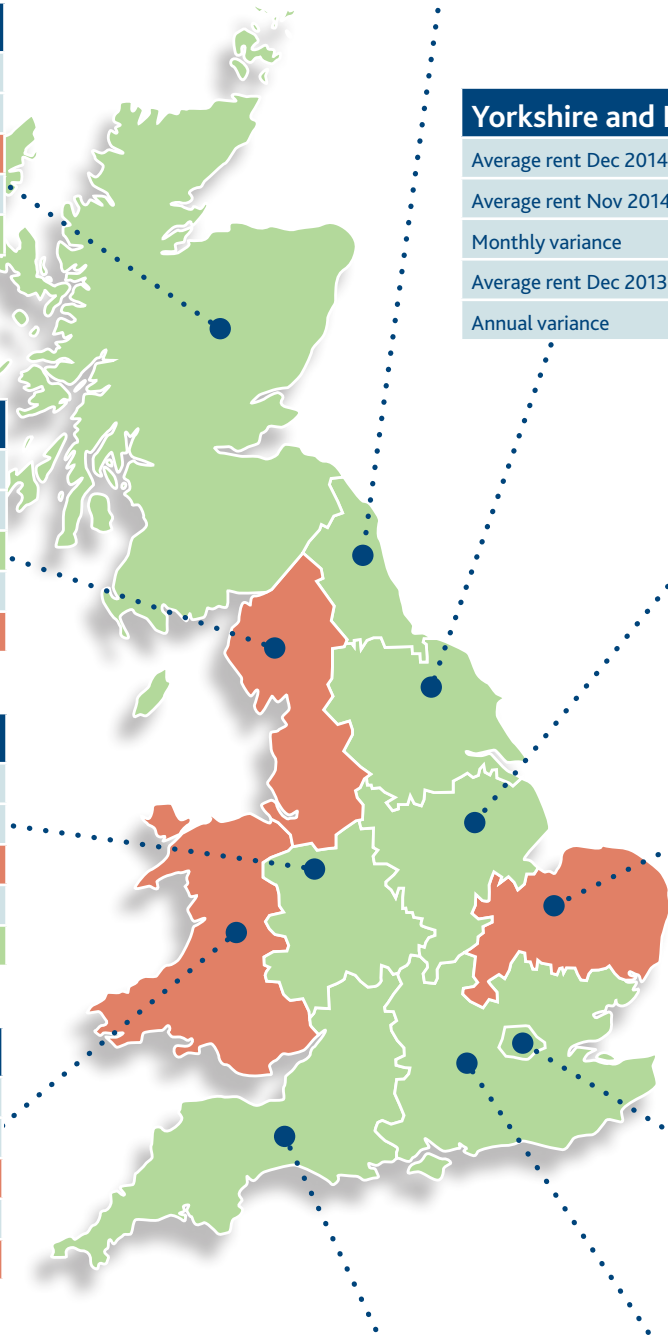 Yorkshire and
Average rent Dec 2014
Average rent Nov 2014
Monthly variance
Average rent Dec 2013
Annual variance